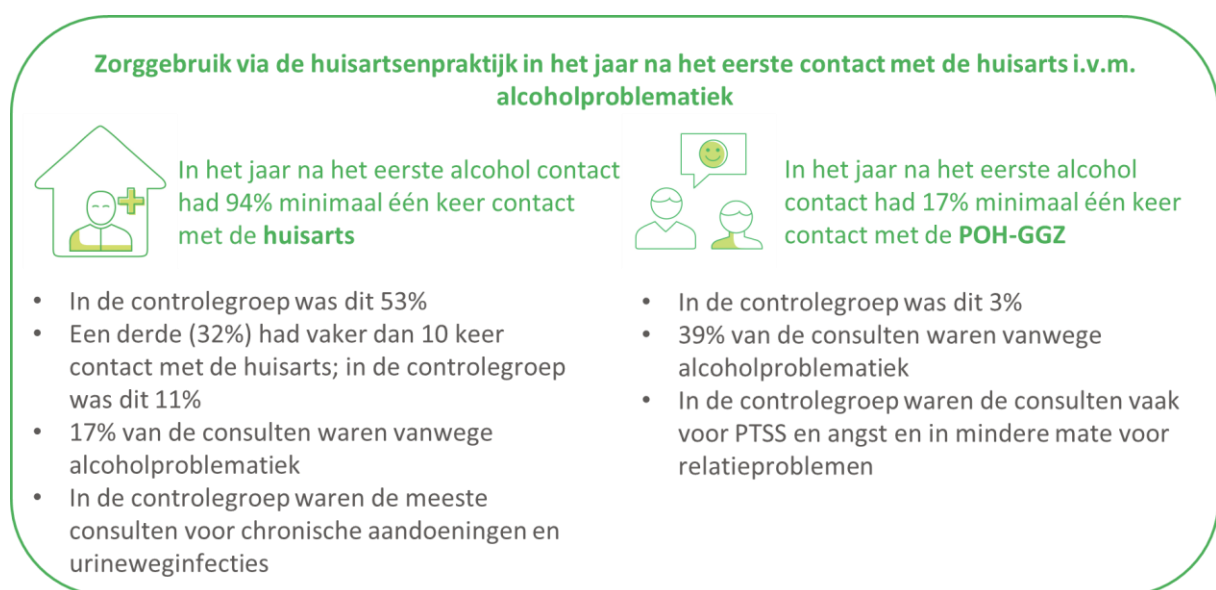 Zorggebruik via de huisartsenpraktijk in het jaar na het eerste contact met de huisarts i.v.m.
alcoholproblematiek
In het jaar na het eerste alcohol contact
had 94% minimaal één keer contact
met de huisarts
• In de controlegroep was dit 53%
• Een derde (32%) had vaker dan 10 keer
contact met de huisarts; in de controlegroep
was dit 11%
• 17% van de consulten waren vanwege
alcoholproblematiek
• In de controlegroep waren de meeste
consulten voor chronische aandoeningen en
urineweginfecties
In het jaar na het eerste alcohol
contact had 17% minimaal één keer
contact met de POH-GGZ
• In de controlegroep was dit 3%
• 39% van de consulten waren vanwege
alcoholproblematiek
• In de controlegroep waren de consulten vaak
voor PTSS en angst en in mindere mate voor
relatieproblemen